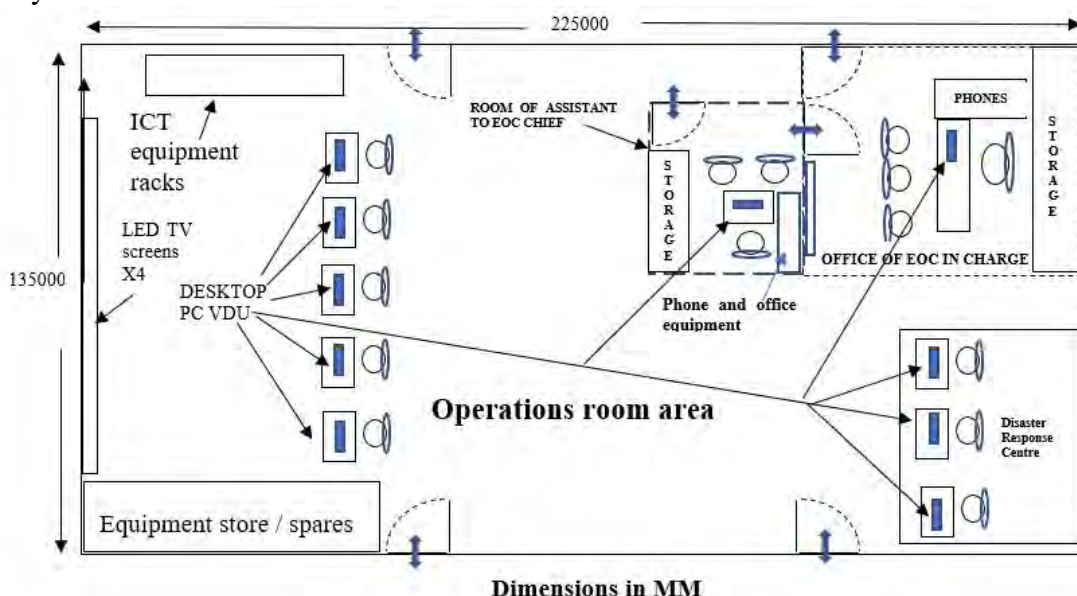 225000
ROOM OF ASSISTANT
TO EOC CHIEF
PHONES
STORAGE
ICT
equipment
racks
STORAGE
LED TV
screens
X4
135000
DESKTOP
PC VDU
OFFICE OF EOC IN CHARGE
Phone and office
equipment
Operations room area
Disaster
Response
Centre
Equipment store / spares
Dimensions in MM